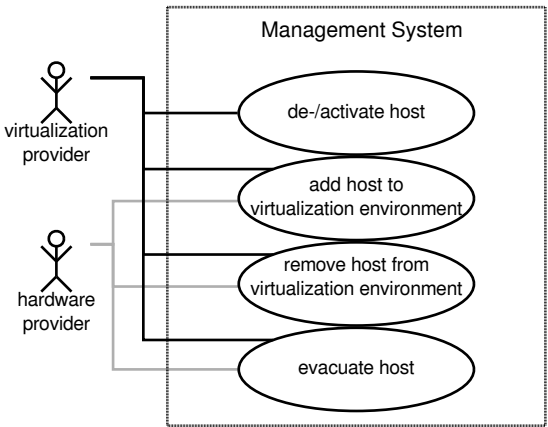 Management System
virtualization
provider
de-/activate host
add host to
virtualization environment
hardware
provider
remove host from
virtualization environment
evacuate host